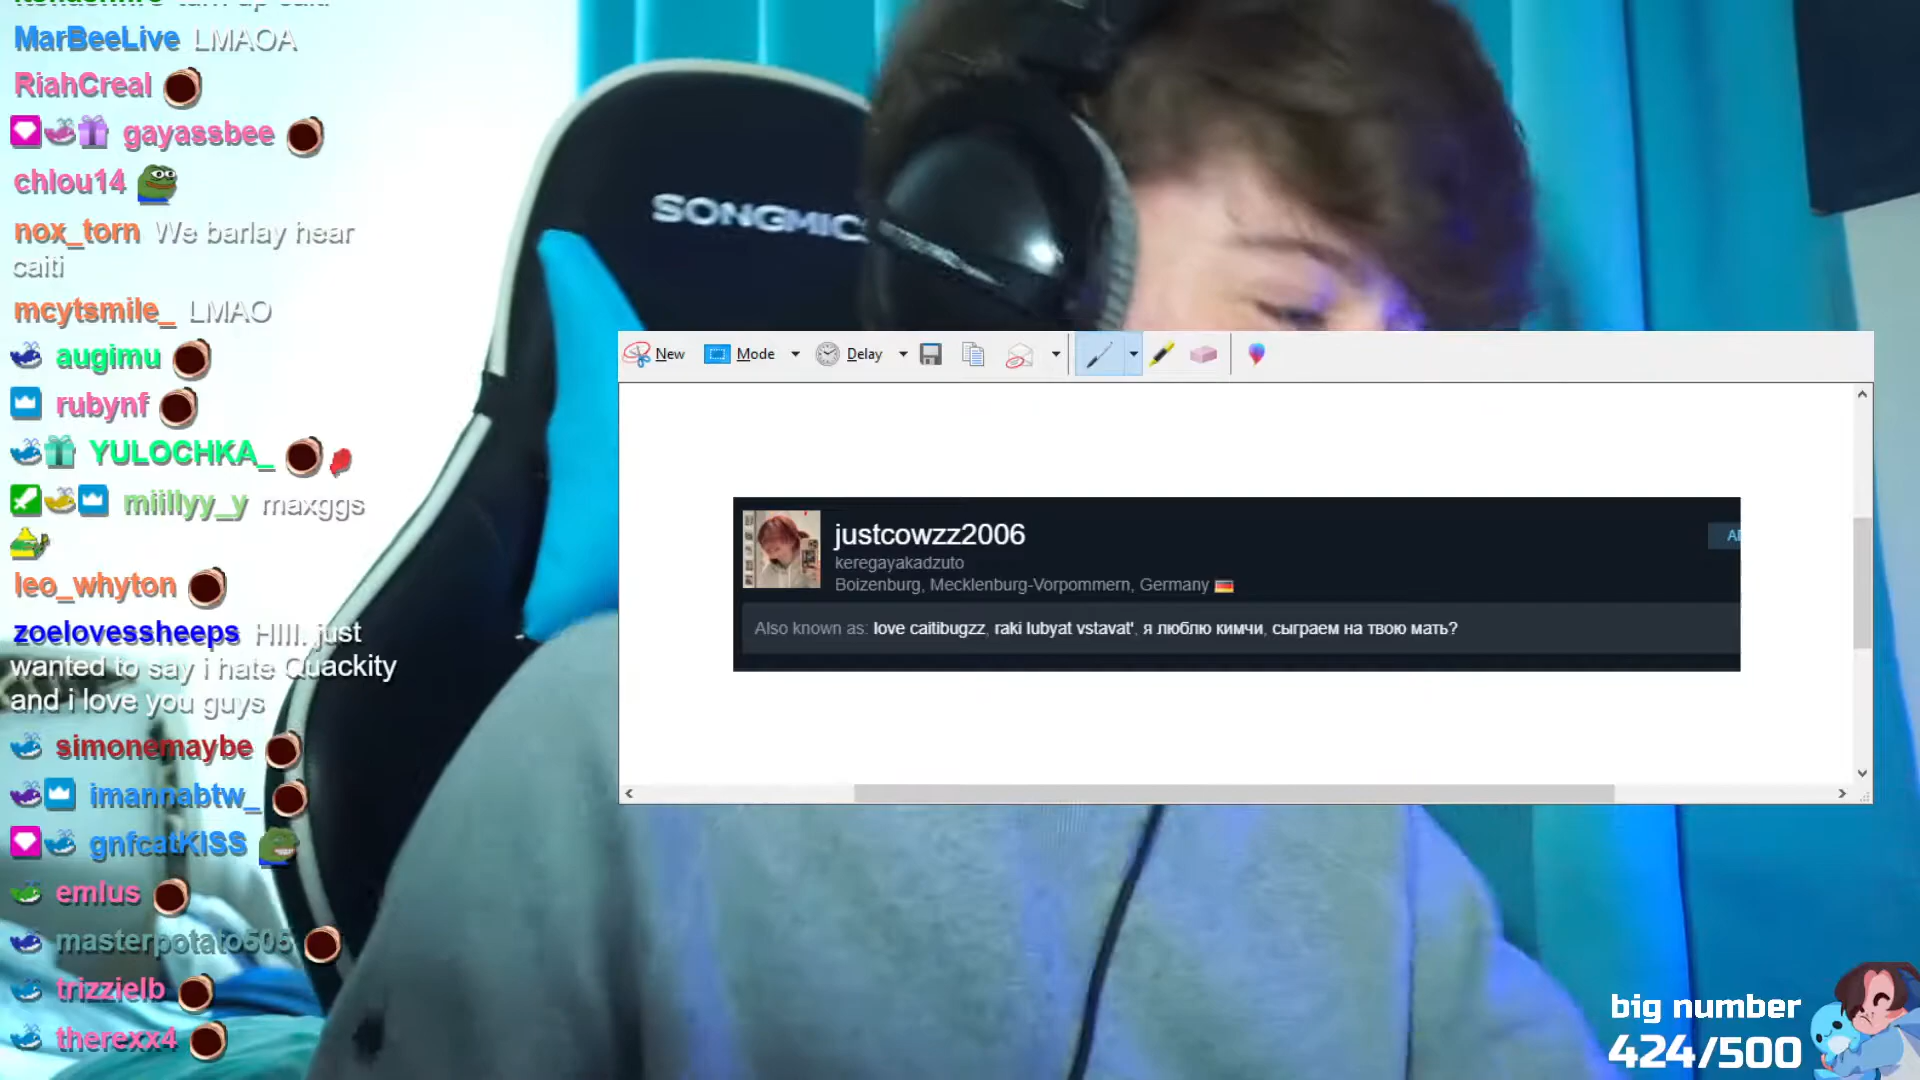 MarBeeLive LMAOA
RiahCreal
gayassbee
chlou14
nox_torn We barlay hear
caiti
mcytsmile_ LMAO
augimu
rubynf
YULOCHKA_
miillyy_y maxggs
leo_whyton
zoelovessheeps HIII. just
wanted to say i hate Quackity
and i love you guys
simonemaybe
imannabtw_
gnfcatKISS
emlus
masterpotato505
trizzielb
therexx4
New Mode Delay
justcowzz2006
keregayakadzuto
Boizenburg, Mecklenburg-Vorpommern, Germany
Also known as: love caitibugzz, raki lubyat vstavat', я люблю кимчи, сыграем на твою мать?
big number
424/500